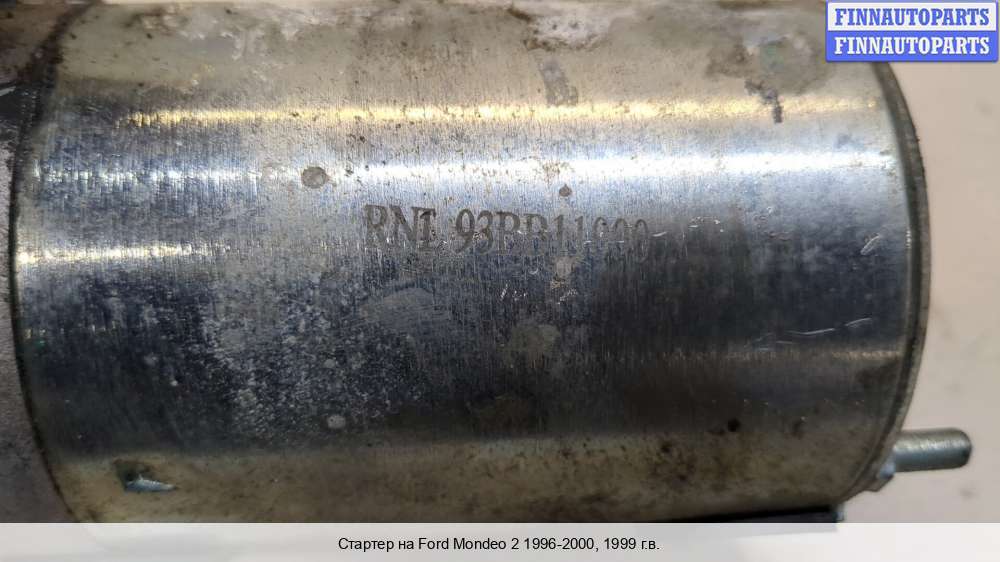 FINNAUTOPARTS
FINNAUTOPARTS
RNL 93BB11000
Стартер на Ford Mondeo 2 1996-2000, 1999 г.в.